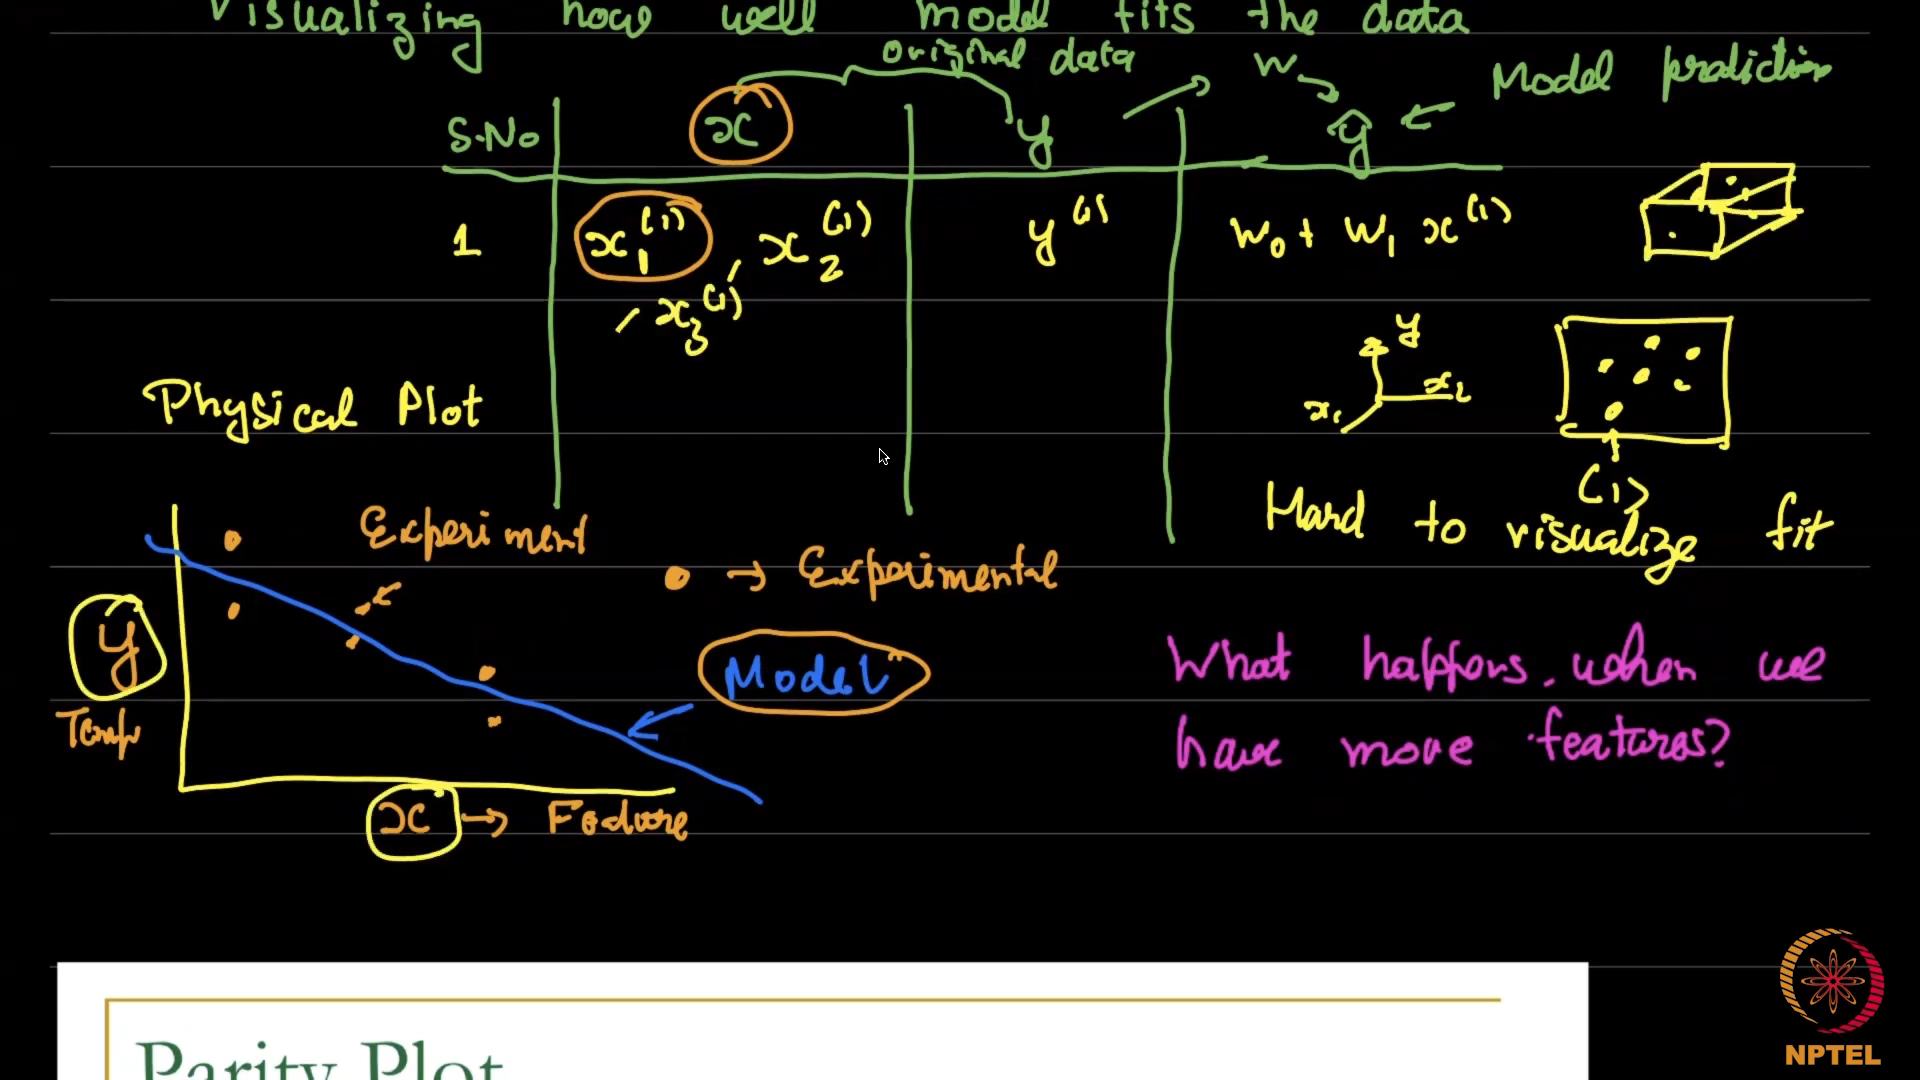 Visualizing how well model fits the data
original data
w
Model prediction
S.No x y ŷ
1 x₁⁽¹⁾, x₂⁽¹⁾ y⁽¹⁾ w₀ + w₁ x⁽¹⁾
, x₃⁽¹⁾
y
x₂
x₁
Physical Plot
(1)
Hard to visualize fit
Experiment
• → Experimental
y
Temp
Model
What happens when we
have more features?
x → Feature
Parity Plot
NPTEL